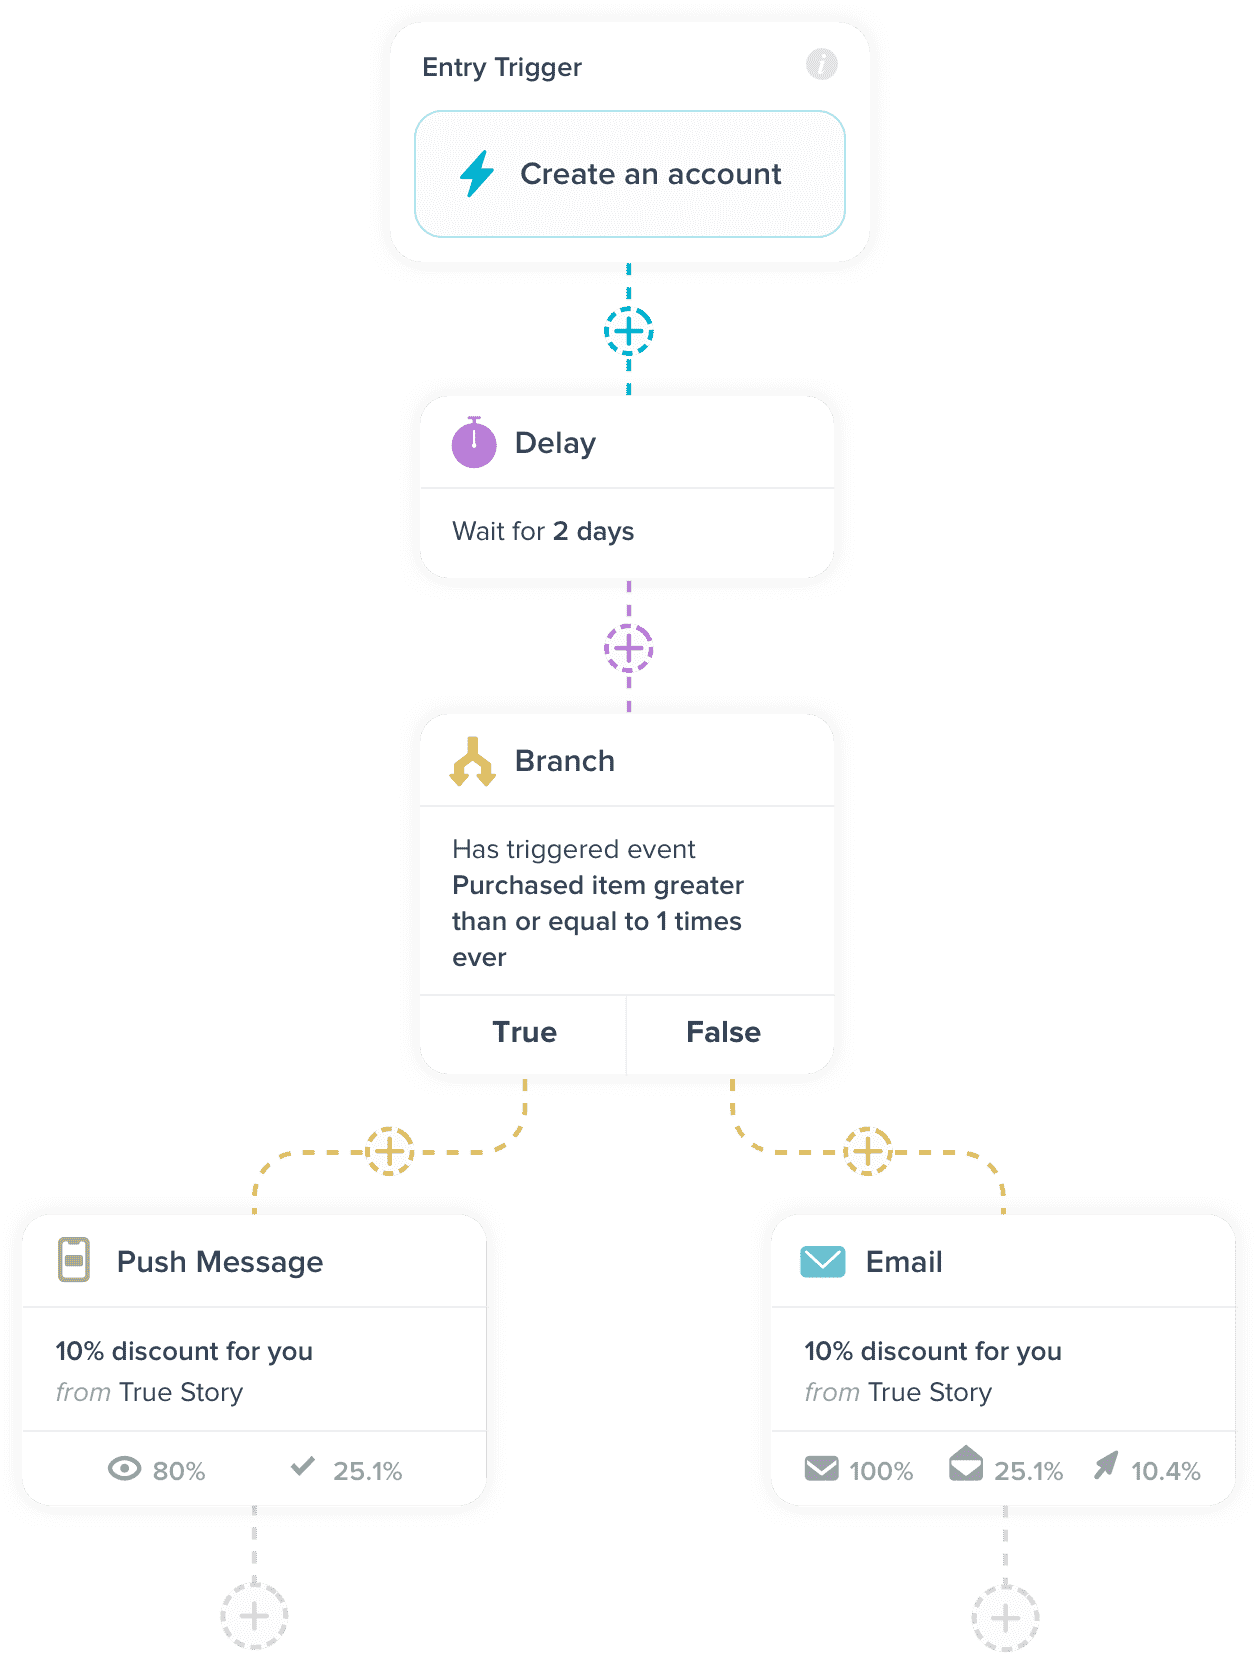 Entry Trigger
Create an account
Delay
Wait for 2 days
Branch
Has triggered event
Purchased item greater
than or equal to 1 times
ever
True
False
Push Message
10% discount for you
from True Story
80%
25.1%
Email
10% discount for you
from True Story
100%
25.1%
10.4%